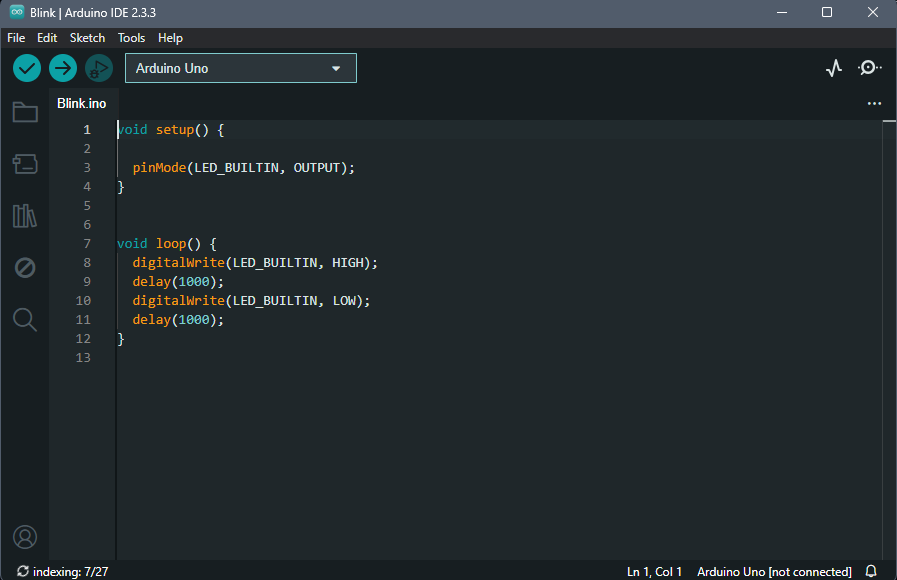 Blink | Arduino IDE 2.3.3
File Edit Sketch Tools Help
Arduino Uno
Blink.ino
1 void setup() {
2
3   pinMode(LED_BUILTIN, OUTPUT);
4 }
5
6
7 void loop() {
8   digitalWrite(LED_BUILTIN, HIGH);
9   delay(1000);
10   digitalWrite(LED_BUILTIN, LOW);
11   delay(1000);
12 }
13
indexing: 7/27 Ln 1, Col 1 Arduino Uno [not connected]